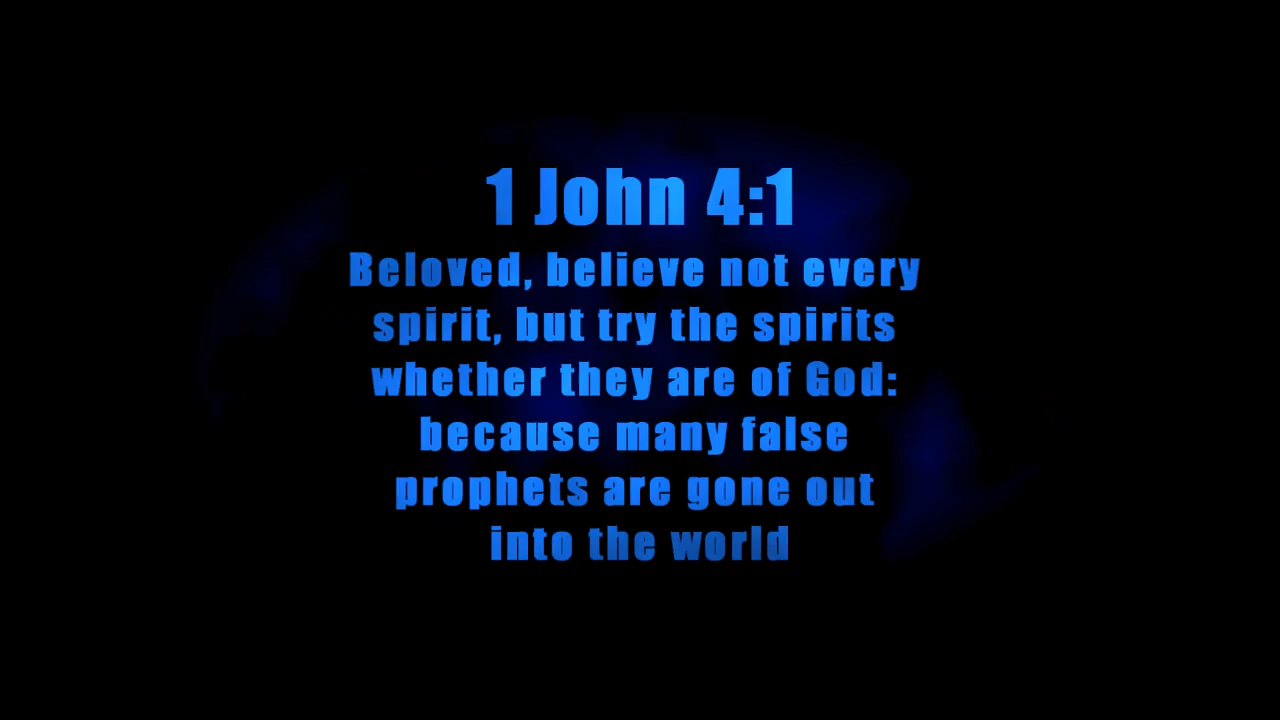 1 John 4:1
Beloved, believe not every
spirit, but try the spirits
whether they are of God:
because many false
prophets are gone out
into the world